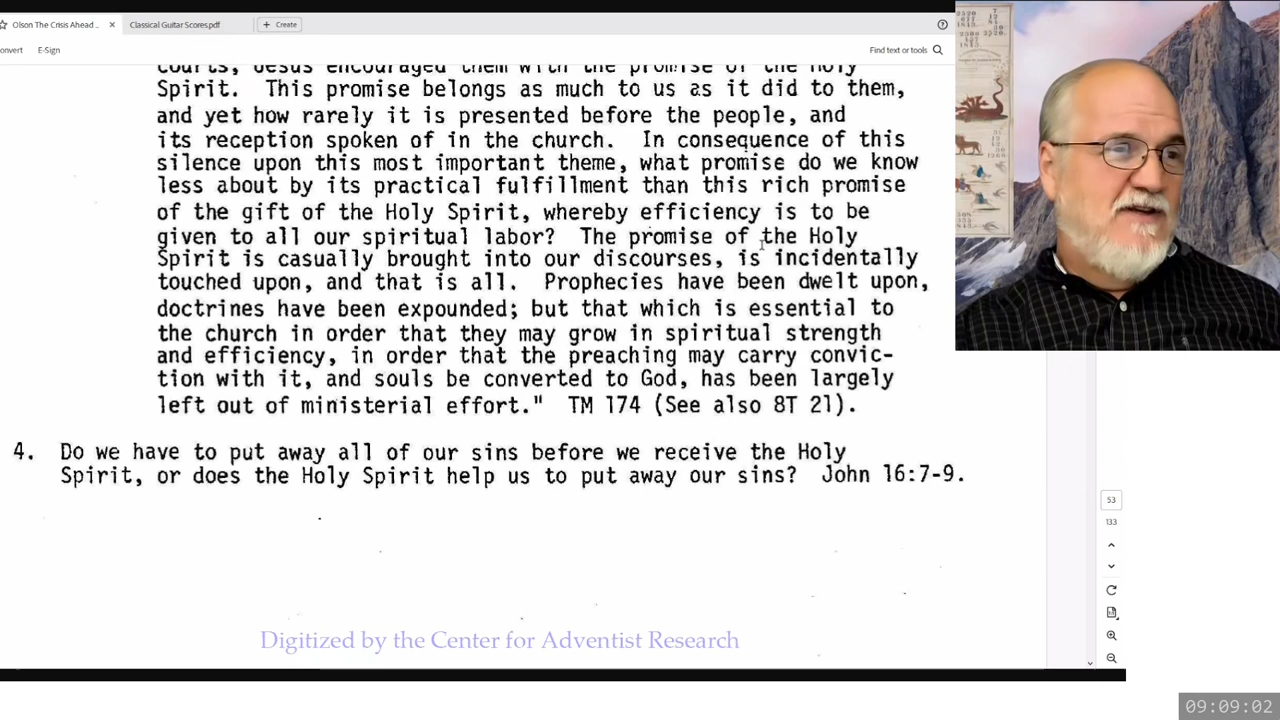 Olson The Crisis Ahead...
Classical Guitar Scores.pdf
Create
onvert
E-Sign
Find text or tools
courts, Jesus encouraged them with the promise of the Holy
Spirit. This promise belongs as much to us as it did to them,
and yet how rarely it is presented before the people, and
its reception spoken of in the church. In consequence of this
silence upon this most important theme, what promise do we know
less about by its practical fulfillment than this rich promise
of the gift of the Holy Spirit, whereby efficiency is to be
given to all our spiritual labor? The promise of the Holy
Spirit is casually brought into our discourses, is incidentally
touched upon, and that is all. Prophecies have been dwelt upon,
doctrines have been expounded; but that which is essential to
the church in order that they may grow in spiritual strength
and efficiency, in order that the preaching may carry convic-
tion with it, and souls be converted to God, has been largely
left out of ministerial effort." TM 174 (See also 8T 21).
4. Do we have to put away all of our sins before we receive the Holy
Spirit, or does the Holy Spirit help us to put away our sins? John 16:7-9.
Digitized by the Center for Adventist Research
53
133
09:09:02